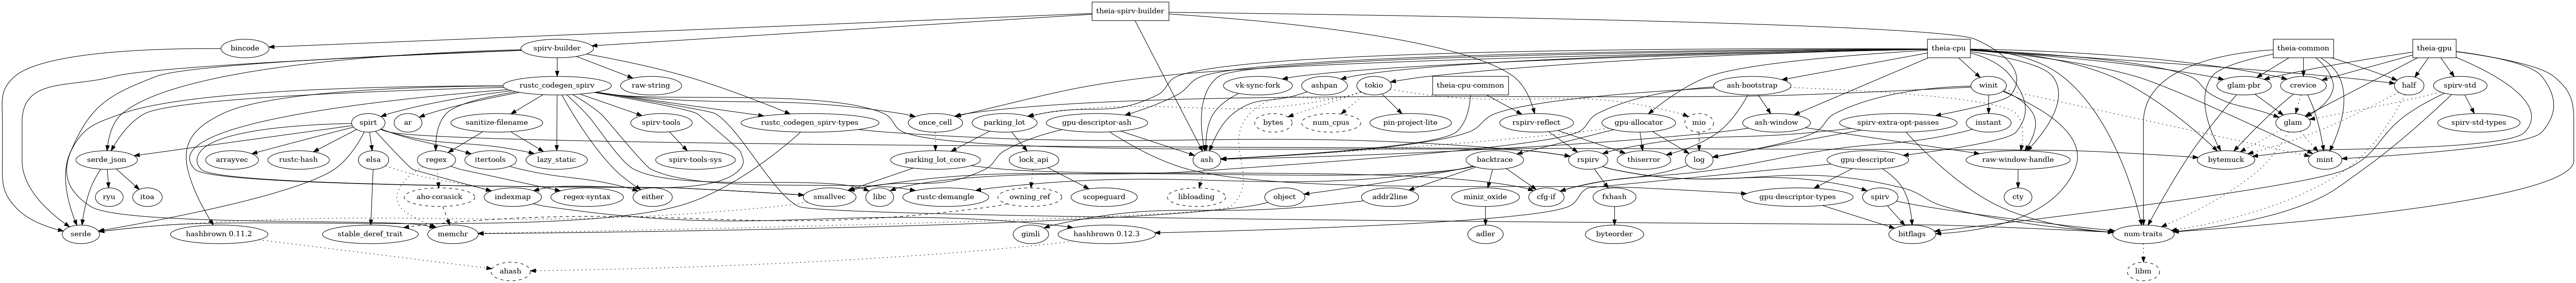 theia-spirv-builder
bincode
spirv-builder
theia-cpu
theia-common
theia-gpu
rustc_codegen_spirv
raw-string
vk-sync-fork
ashpan
tokio
theia-cpu-common
ash-bootstrap
winit
glam-pbr
crevice
half
spirv-std
spirt
ar
sanitize-filename
spirv-tools
rustc_codegen_spirv-types
once_cell
parking_lot
gpu-descriptor-ash
bytes
num_cpus
pin-project-lite
rspirv-reflect
gpu-allocator
mio
ash-window
spirv-extra-opt-passes
instant
glam
spirv-std-types
serde_json
arrayvec
rustc-hash
elsa
regex
itertools
lazy_static
spirv-tools-sys
parking_lot_core
lock_api
ash
backtrace
rspirv
thiserror
log
gpu-descriptor
raw-window-handle
bytemuck
mint
ryu
itoa
aho-corasick
indexmap
regex-syntax
either
smallvec
libc
rustc-demangle
owning_ref
scopeguard
libloading
object
addr2line
miniz_oxide
cfg-if
fxhash
gpu-descriptor-types
spirv
cty
serde
hashbrown 0.11.2
stable_deref_trait
memchr
gimli
hashbrown 0.12.3
adler
byteorder
bitflags
num-traits
ahash
libm